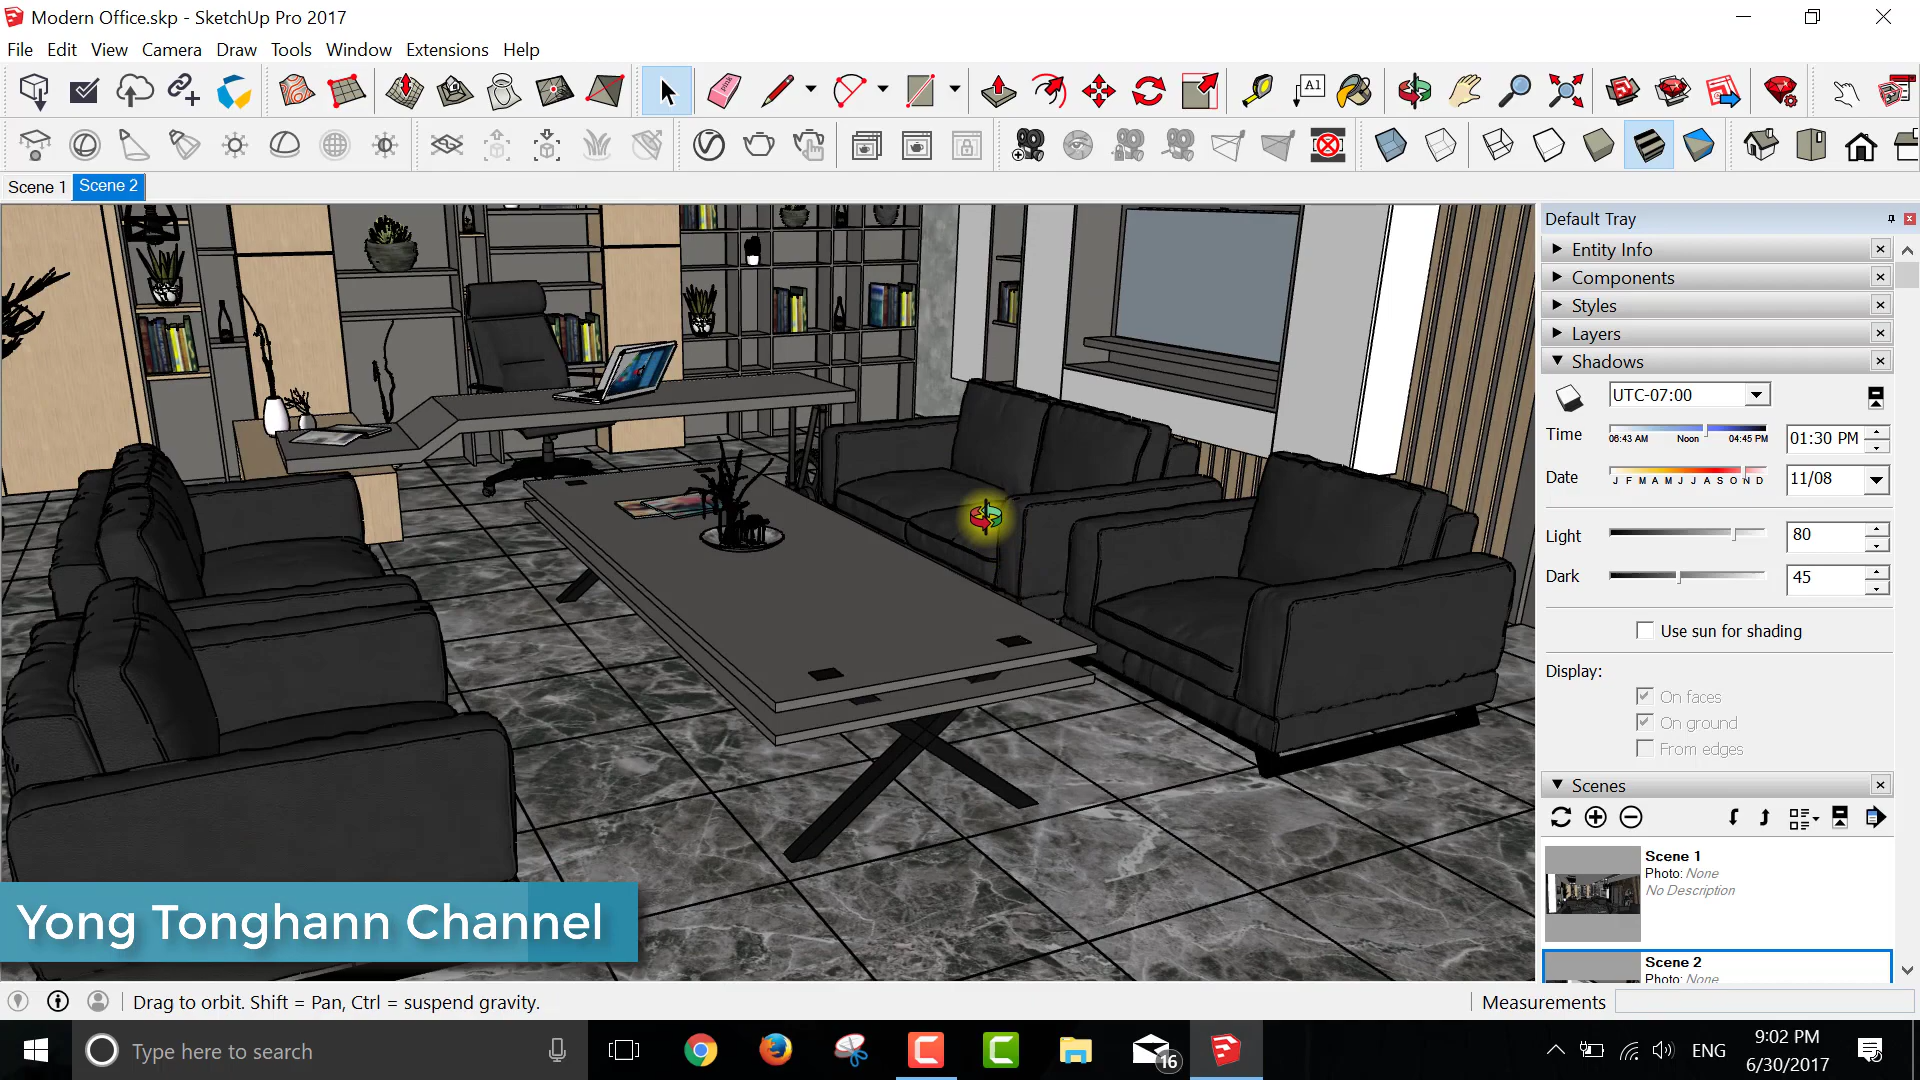 Modern Office.skp - SketchUp Pro 2017
File Edit View Camera Draw Tools Window Extensions Help
pink
A1
Scene 1 Scene 2
Default Tray
Entity Info
Components
Styles
Layers
Shadows
UTC-07:00
Time 06:43 AM Noon 04:45 PM 01:30 PM
Date J F M A M J J A S O N D 11/08
Light 80
Dark 45
Use sun for shading
Display:
On faces
On ground
From edges
Scenes
Scene 1
Photo: None
No Description
Scene 2
Photo: None
Yong Tonghann Channel
Drag to orbit. Shift = Pan, Ctrl = suspend gravity.
Measurements
Type here to search
16
ENG
9:02 PM
6/30/2017